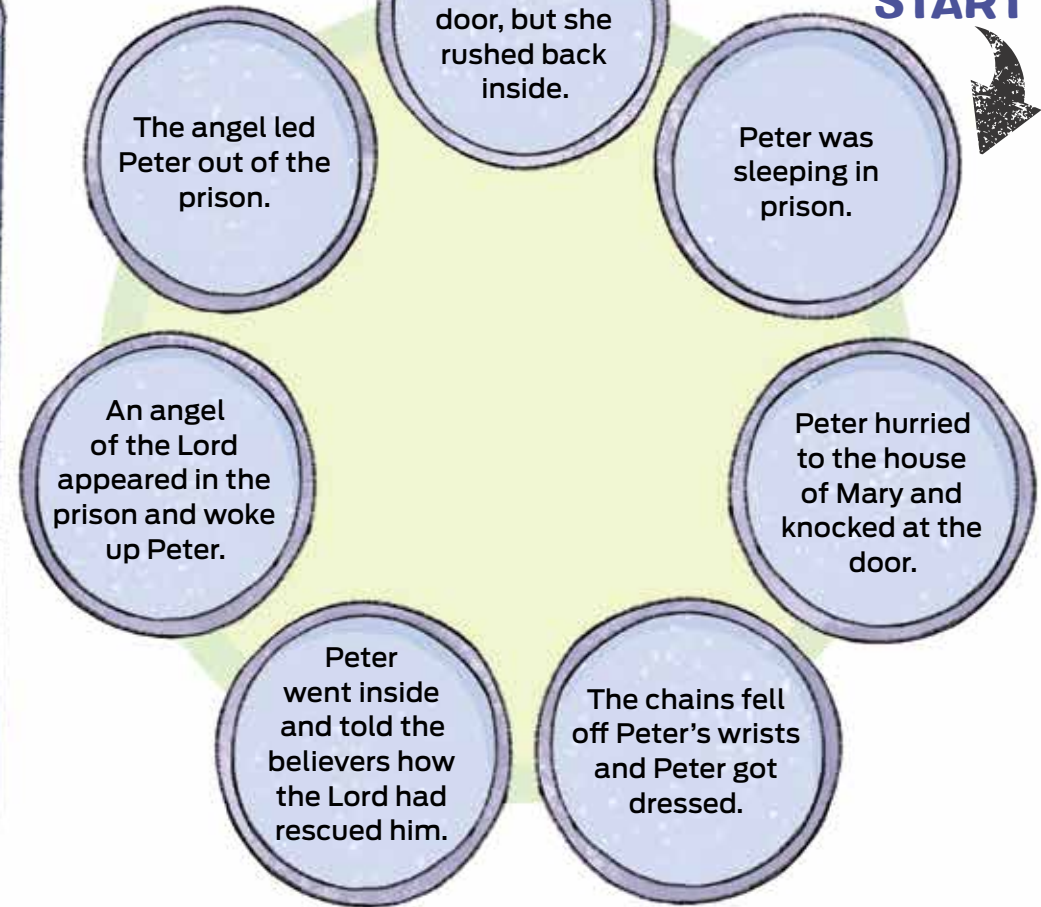 START
door, but she
rushed back
inside.
Peter was
sleeping in
prison.
Peter hurried
to the house
of Mary and
knocked at the
door.
The chains fell
off Peter’s wrists
and Peter got
dressed.
Peter
went inside
and told the
believers how
the Lord had
rescued him.
An angel
of the Lord
appeared in the
prison and woke
up Peter.
The angel led
Peter out of the
prison.